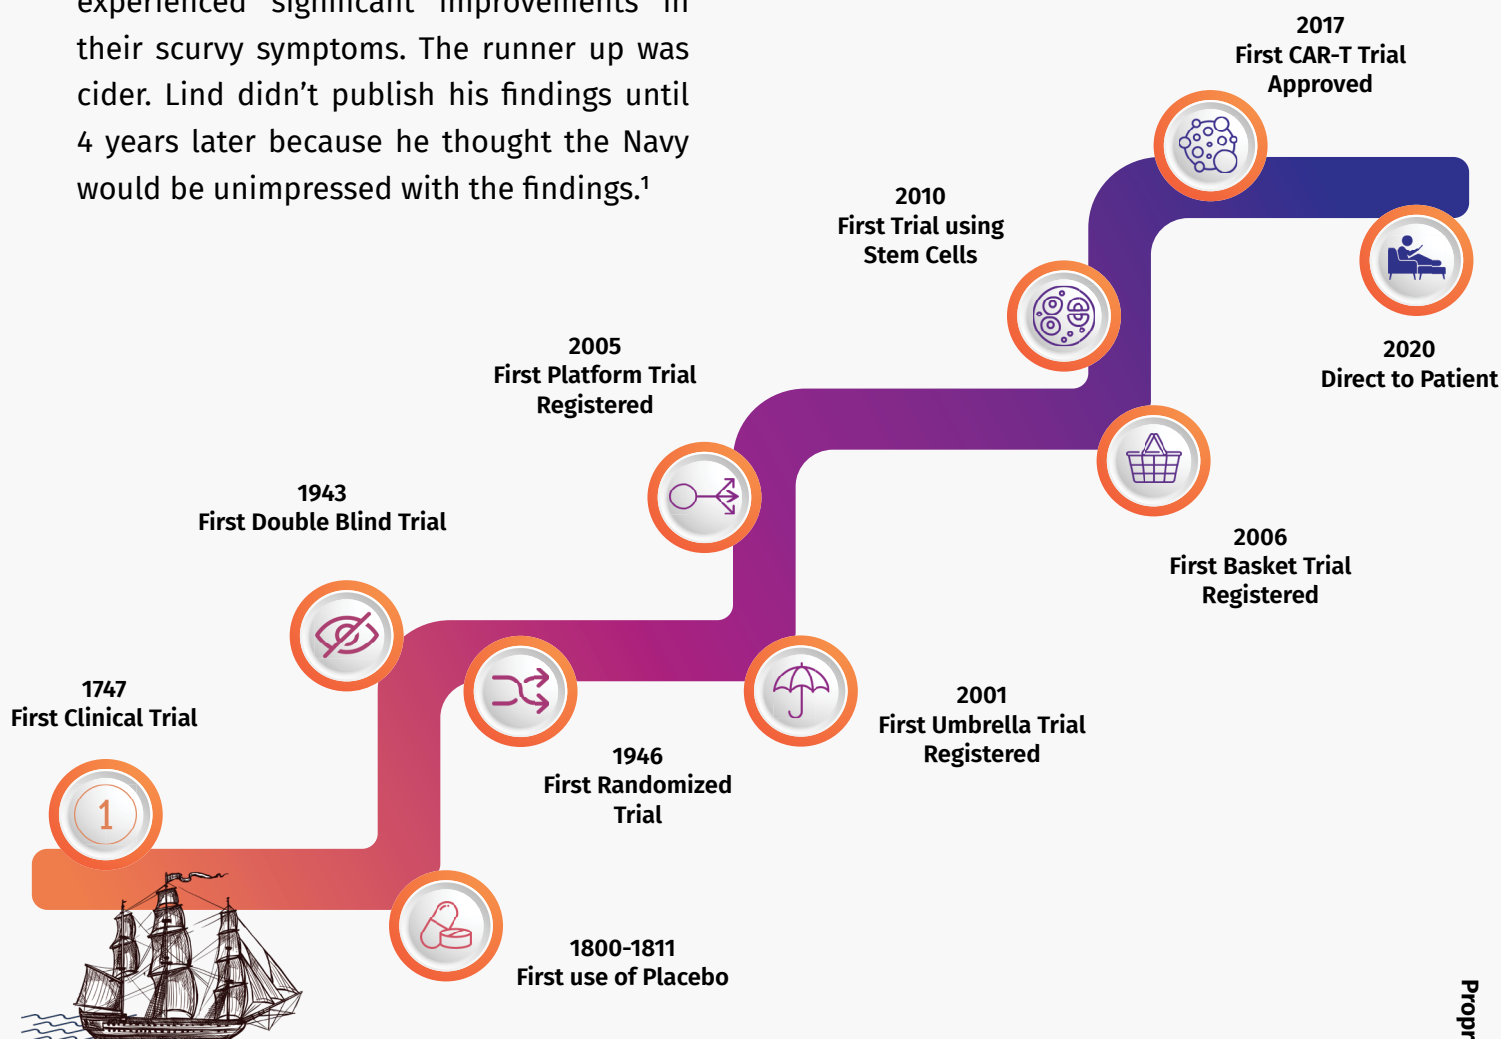 experienced significant improvements in
their scurvy symptoms. The runner up was
cider. Lind didn’t publish his findings until
4 years later because he thought the Navy
would be unimpressed with the findings.¹
2017
First CAR-T Trial
Approved
2010
First Trial using
Stem Cells
2020
Direct to Patient
2005
First Platform Trial
Registered
1943
First Double Blind Trial
2006
First Basket Trial
Registered
1747
First Clinical Trial
1
2001
First Umbrella Trial
Registered
1946
First Randomized
Trial
1800-1811
First use of Placebo